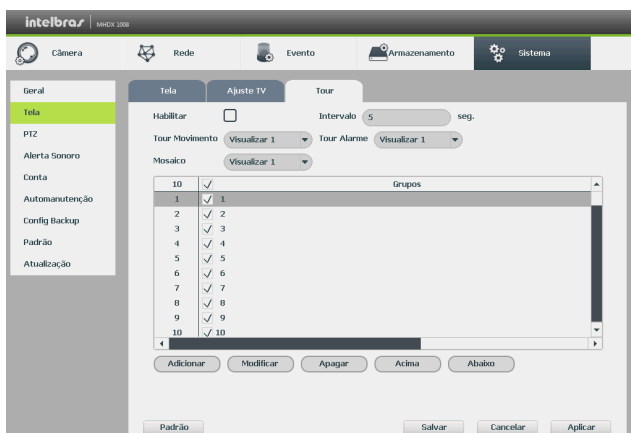 intelbras MHDX 1008
Câmera Rede Evento Armazenamento Sistema
Geral
Tela
PTZ
Alerta Sonoro
Conta
Automanutenção
Config Backup
Padrão
Atualização
Tela Ajuste TV Tour
Habilitar Intervalo 5 seg.
Tour Movimento Visualizar 1 Tour Alarme Visualizar 1
Mosaico Visualizar 1
10 Grupos
1 1
2 2
3 3
4 4
5 5
6 6
7 7
8 8
9 9
10 10
Adicionar Modificar Apagar Acima Abaixo
Padrão Salvar Cancelar Aplicar